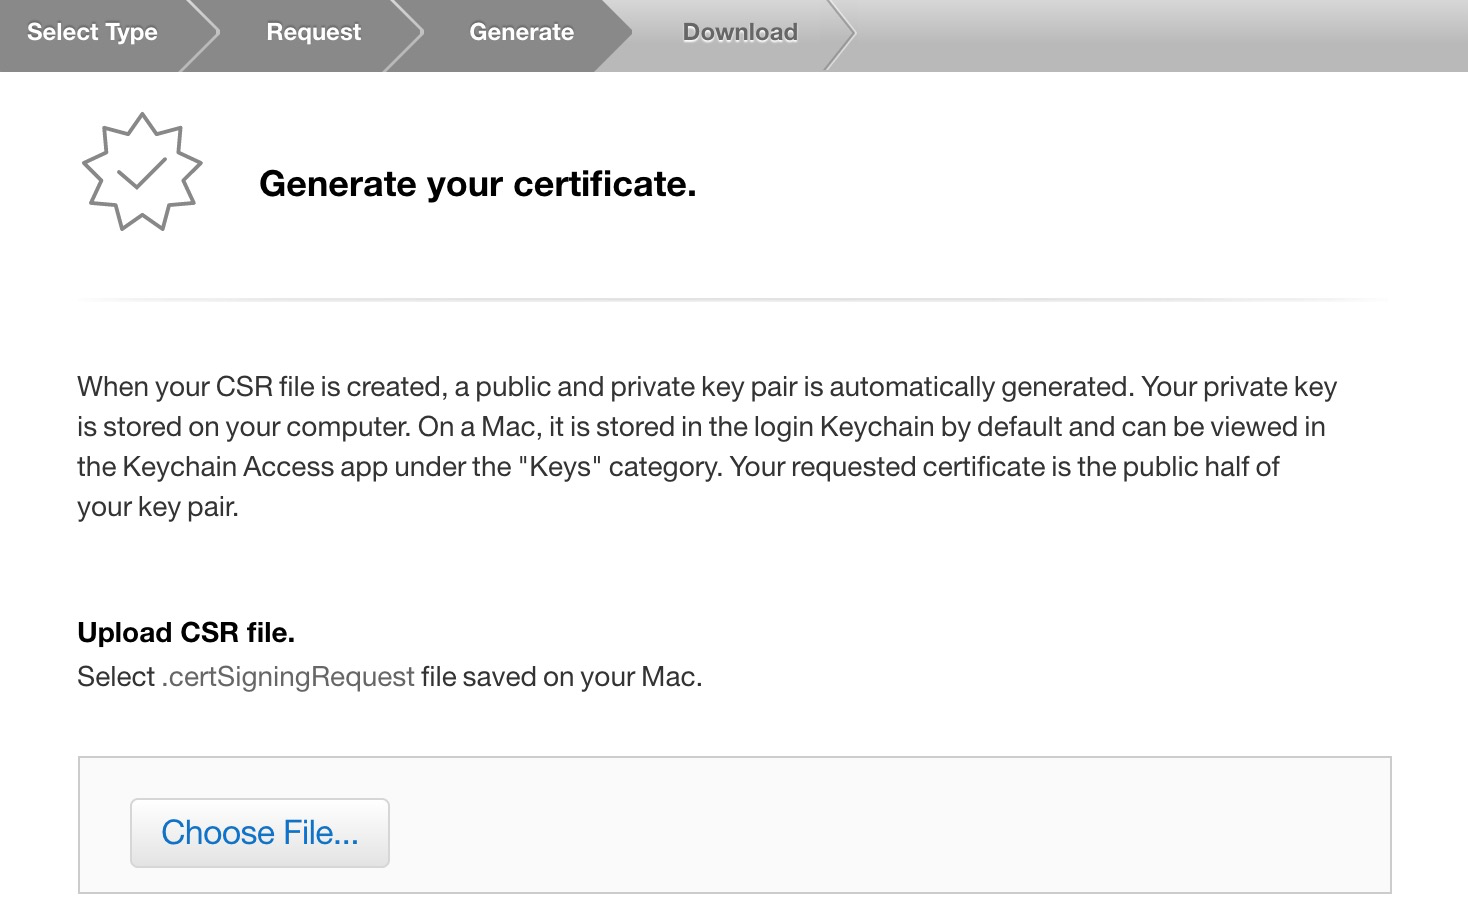 Select Type Request Generate Download
Generate your certificate.
When your CSR file is created, a public and private key pair is automatically generated. Your private key
is stored on your computer. On a Mac, it is stored in the login Keychain by default and can be viewed in
the Keychain Access app under the "Keys" category. Your requested certificate is the public half of
your key pair.
Upload CSR file.
Select .certSigningRequest file saved on your Mac.
Choose File...